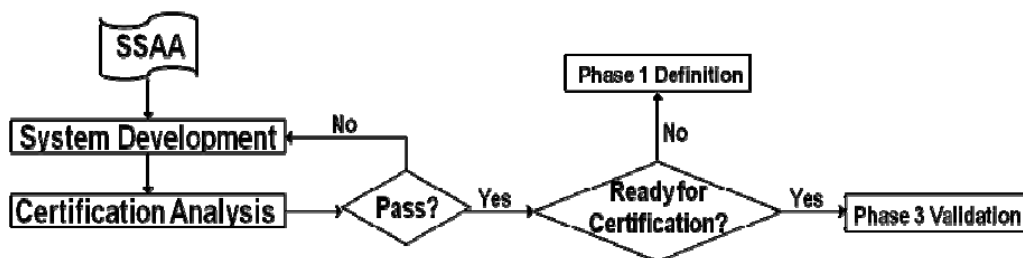 SSAA
Phase 1 Definition
System Development
No
No
Certification Analysis
Pass?
Yes
Ready for
Certification?
Yes
Phase 3 Validation